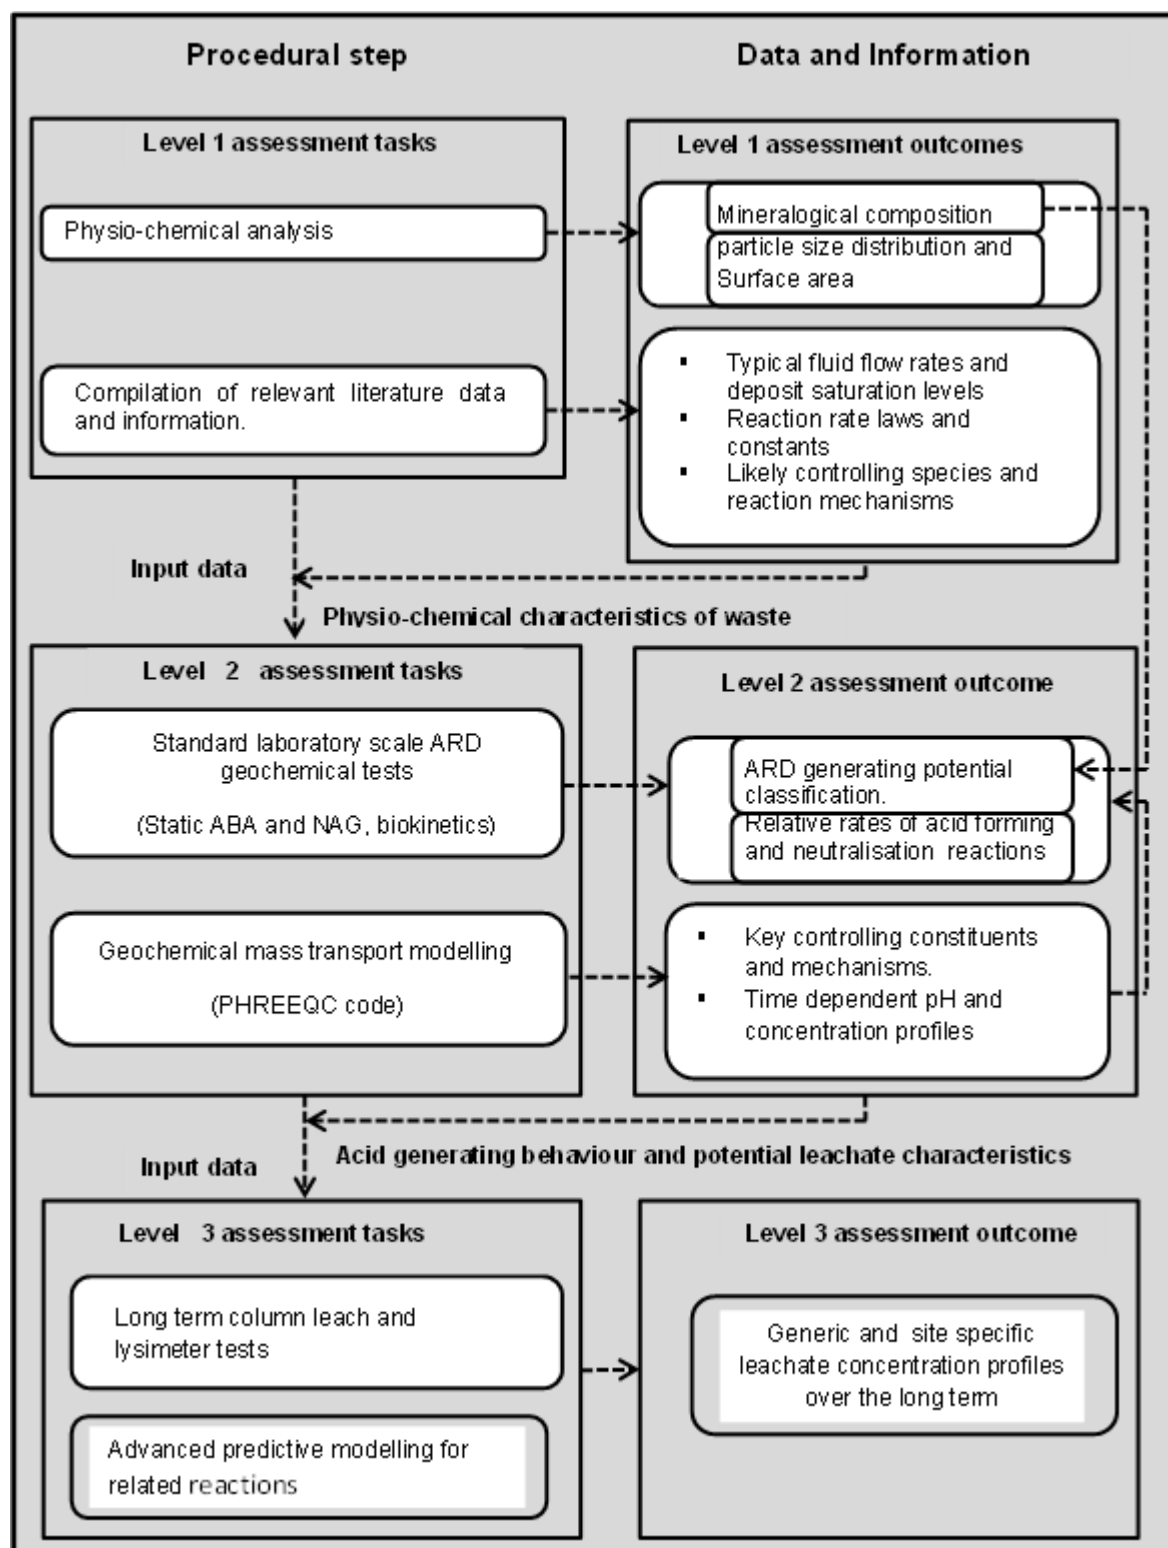 Procedural step
Data and Information
Level 1 assessment tasks
Physio-chemical analysis
Compilation of relevant literature data
and information.
Level 1 assessment outcomes
Mineralogical composition
particle size distribution and
Surface area
▪ Typical fluid flow rates and
deposit saturation levels
▪ Reaction rate laws and
constants
▪ Likely controlling species and
reaction mechanisms
Input data
Physio-chemical characteristics of waste
Level 2 assessment tasks
Standard laboratory scale ARD
geochemical tests
(Static ABA and NAG, biokinetics)
Geochemical mass transport modelling
(PHREEQC code)
Level 2 assessment outcome
ARD generating potential
classification.
Relative rates of acid forming
and neutralisation reactions
▪ Key controlling constituents
and mechanisms.
▪ Time dependent pH and
concentration profiles
Input data
Acid generating behaviour and potential leachate characteristics
Level 3 assessment tasks
Long term column leach and
lysimeter tests
Advanced predictive modelling for
related reactions
Level 3 assessment outcome
Generic and site specific
leachate concentration profiles
over the long term